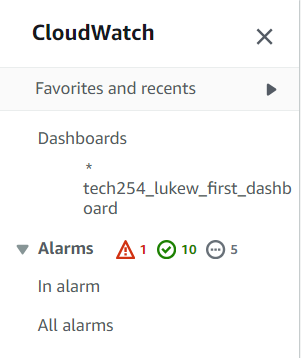 CloudWatch
Favorites and recents
Dashboards
*
tech254_lukew_first_dashb
oard
Alarms 1 10 5
In alarm
All alarms